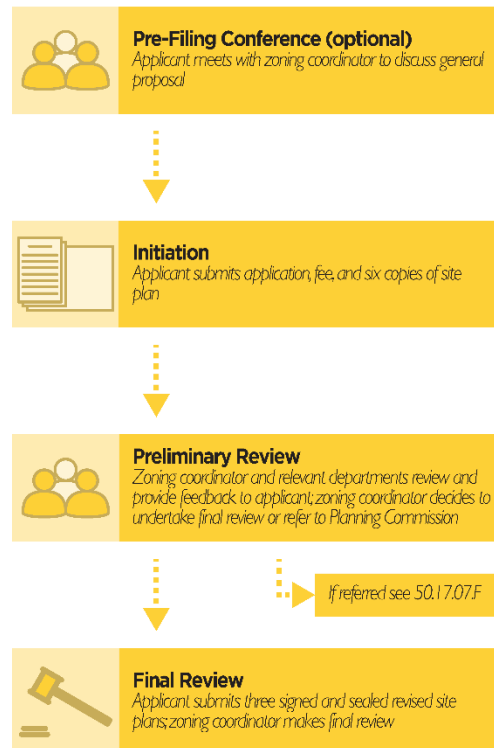 Pre-Filing Conference (optional)
Applicant meets with zoning coordinator to discuss general
proposal
Initiation
Applicant submits application, fee, and six copies of site
plan
Preliminary Review
Zoning coordinator and relevant departments review and
provide feedback to applicant; zoning coordinator decides to
undertake final review or refer to Planning Commission
If referred see 50.17.07.F
Final Review
Applicant submits three signed and sealed revised site
plans; zoning coordinator makes final review